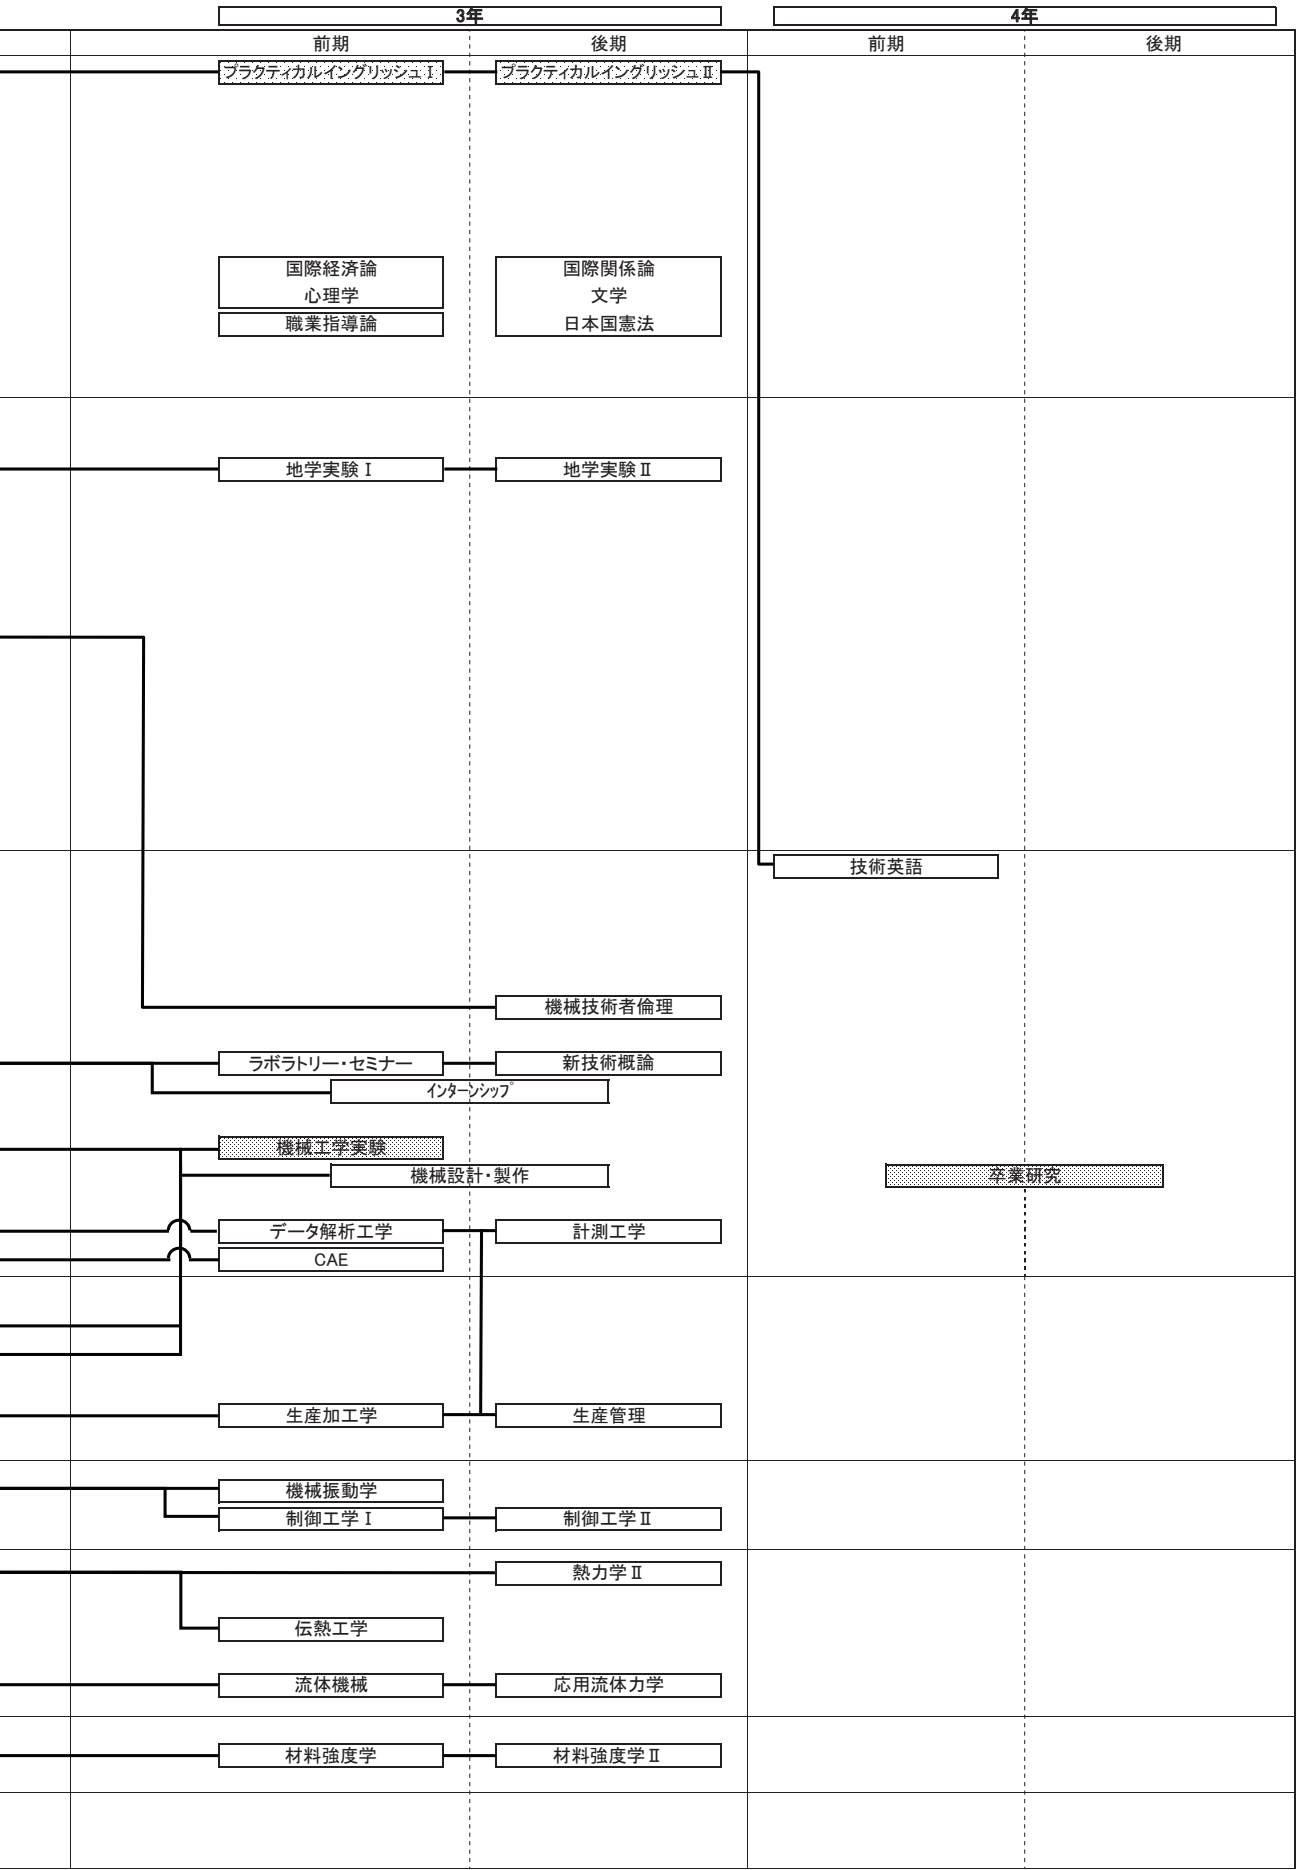 3年
4年
前期
後期
前期
後期
プラクティカルイングリッシュⅠ
プラクティカルイングリッシュⅡ
国際経済論
国際関係論
心理学
文学
職業指導論
日本国憲法
地学実験Ⅰ
地学実験Ⅱ
技術英語
機械技術者倫理
ラボラトリー・セミナー
新技術概論
インターンシップ
機械工学実験
機械設計・製作
卒業研究
データ解析工学
計測工学
CAE
生産加工学
生産管理
機械振動学
制御工学Ⅰ
制御工学Ⅱ
熱力学Ⅱ
伝熱工学
流体機械
応用流体力学
材料強度学
材料強度学Ⅱ